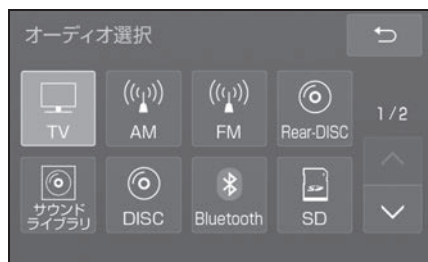 オーディオ選択
TV
AM
FM
Rear-DISC
1/2
サウンド
ライブラリ
DISC
Bluetooth
SD